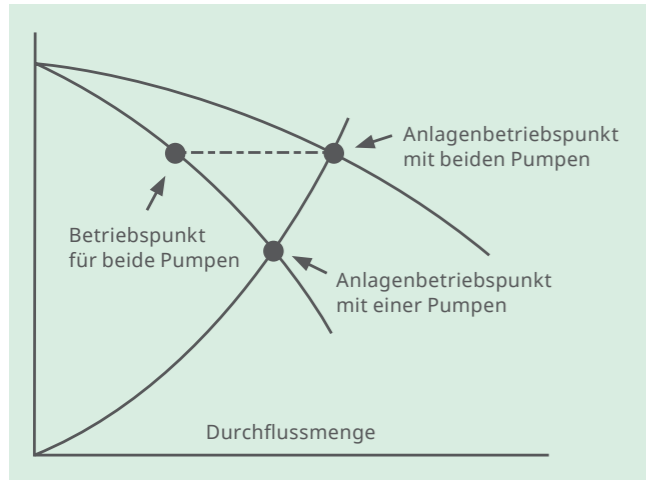 Anlagenbetriebspunkt
mit beiden Pumpen
Betriebspunkt
für beide Pumpen
Anlagenbetriebspunkt
mit einer Pumpen
Durchflussmenge